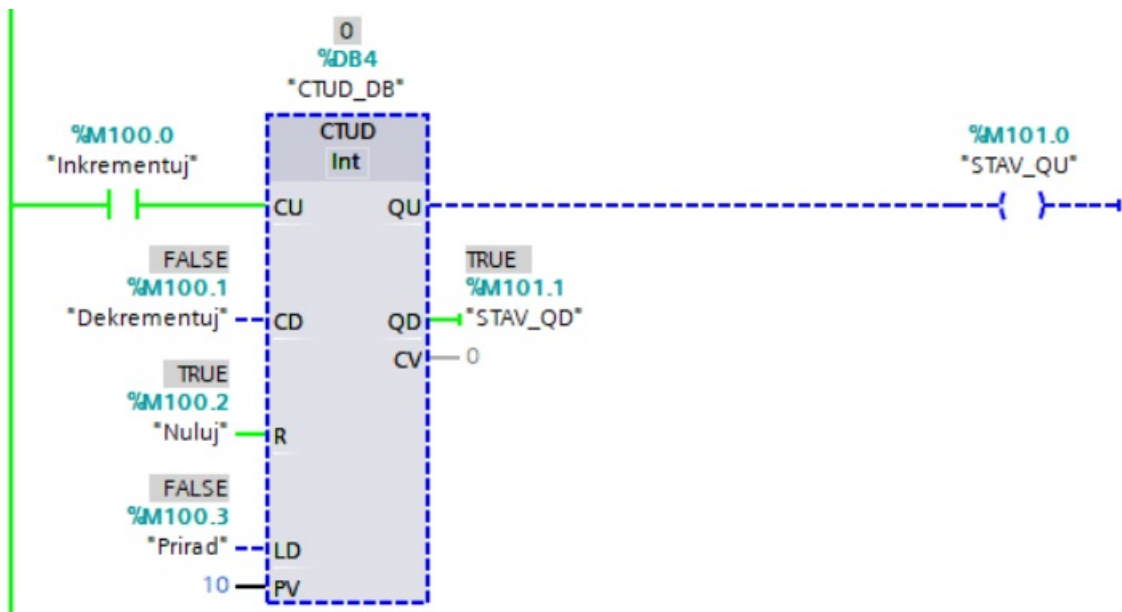 0
%DB4
"CTUD_DB"
%M100.0
"Inkrementuj"
CTUD
Int
%M101.0
"STAV_QU"
CU QU
FALSE
%M100.1
"Dekrementuj"
CD
TRUE
%M101.1
"STAV_QD"
QD
CV 0
TRUE
%M100.2
"Nuluj"
R
FALSE
%M100.3
"Prirad"
LD
10 PV